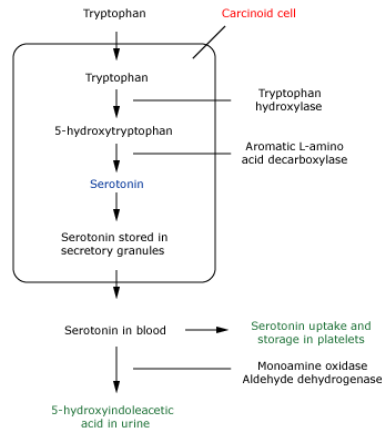 Tryptophan
Carcinoid cell
Tryptophan
Tryptophan
hydroxylase
5-hydroxytryptophan
Aromatic L-amino
acid decarboxylase
Serotonin
Serotonin stored in
secretory granules
Serotonin in blood
Serotonin uptake and
storage in platelets
Monoamine oxidase
Aldehyde dehydrogenase
5-hydroxyindoleacetic
acid in urine